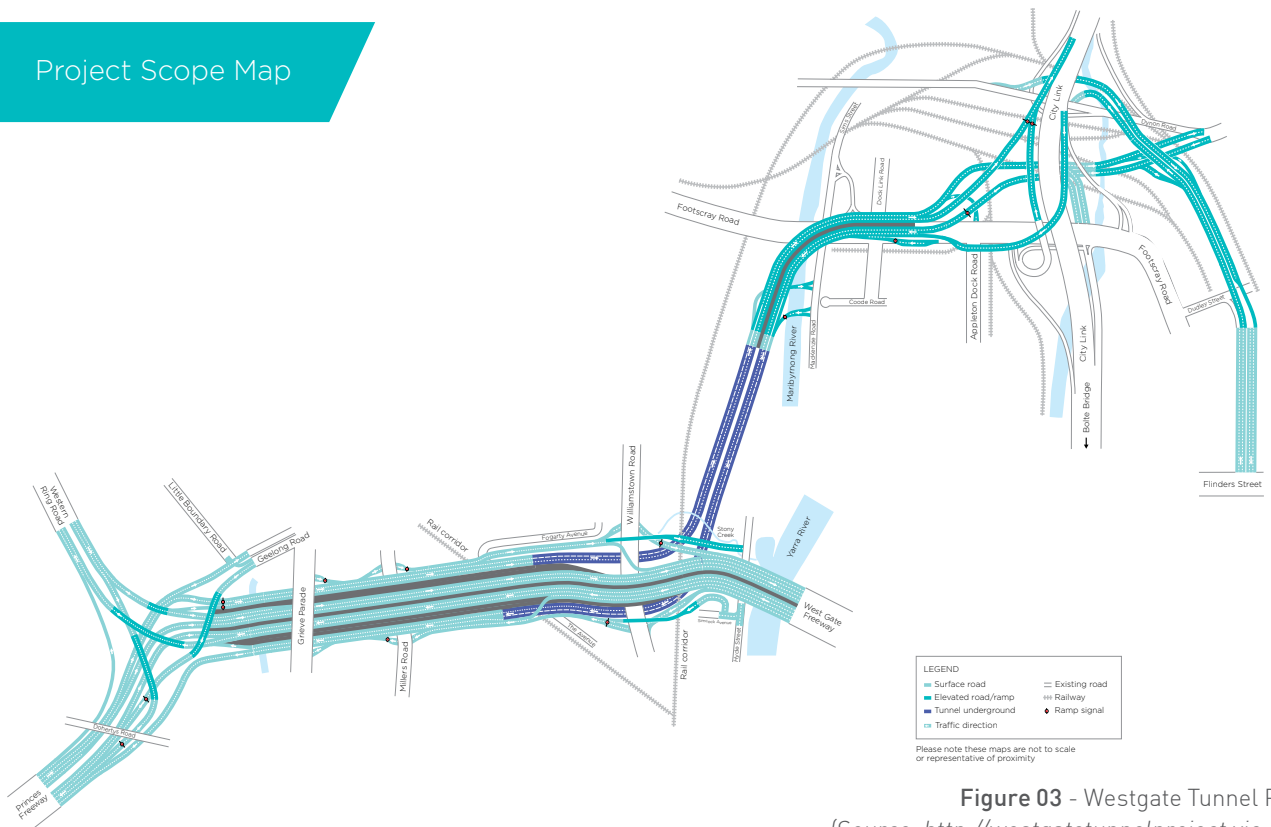 Project Scope Map
City Link
Dynon Road
Sims Street
Dock Link Road
Footscray Road
Footscray Road
Appleton Dock Road
Coode Road
Dudley Street
Mackenzie Road
Maribyrnong River
City Link
Bolte Bridge
Flinders Street
Western
Ring Road
Little Boundary Road
Geelong Road
Rail corridor
Fogarty Avenue
Williamstown Road
Stony
Creek
Yarra River
Grieve Parade
Millers Road
The Avenue
Rail corridor
Hyde Street
West Gate
Freeway
Dohertys Road
Princes
Freeway
LEGEND
Surface road
Elevated road/ramp
Tunnel underground
Traffic direction
Existing road
Railway
Ramp signal
Please note these maps are not to scale
or representative of proximity
Figure 03 - Westgate Tunnel P